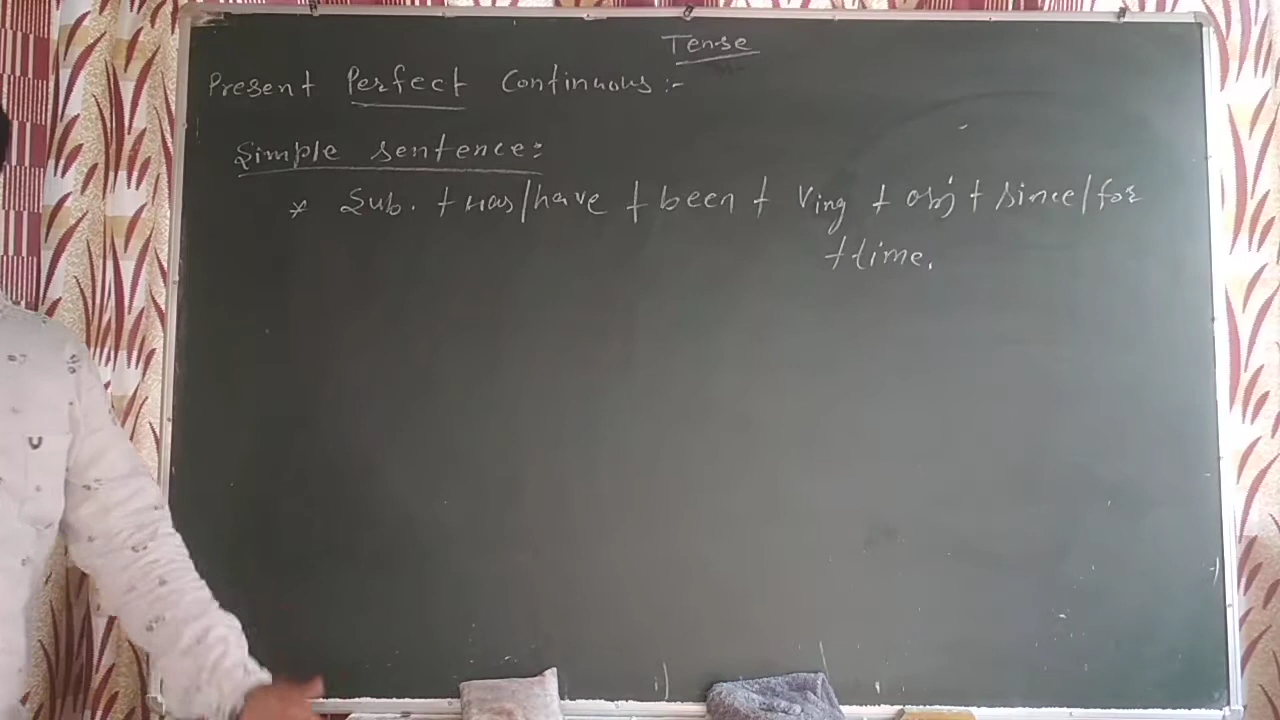 Tense
Present Perfect Continuous :-
Simple sentence:
* Sub. + Has/have + been + Ving + obj + since/for
+ time.